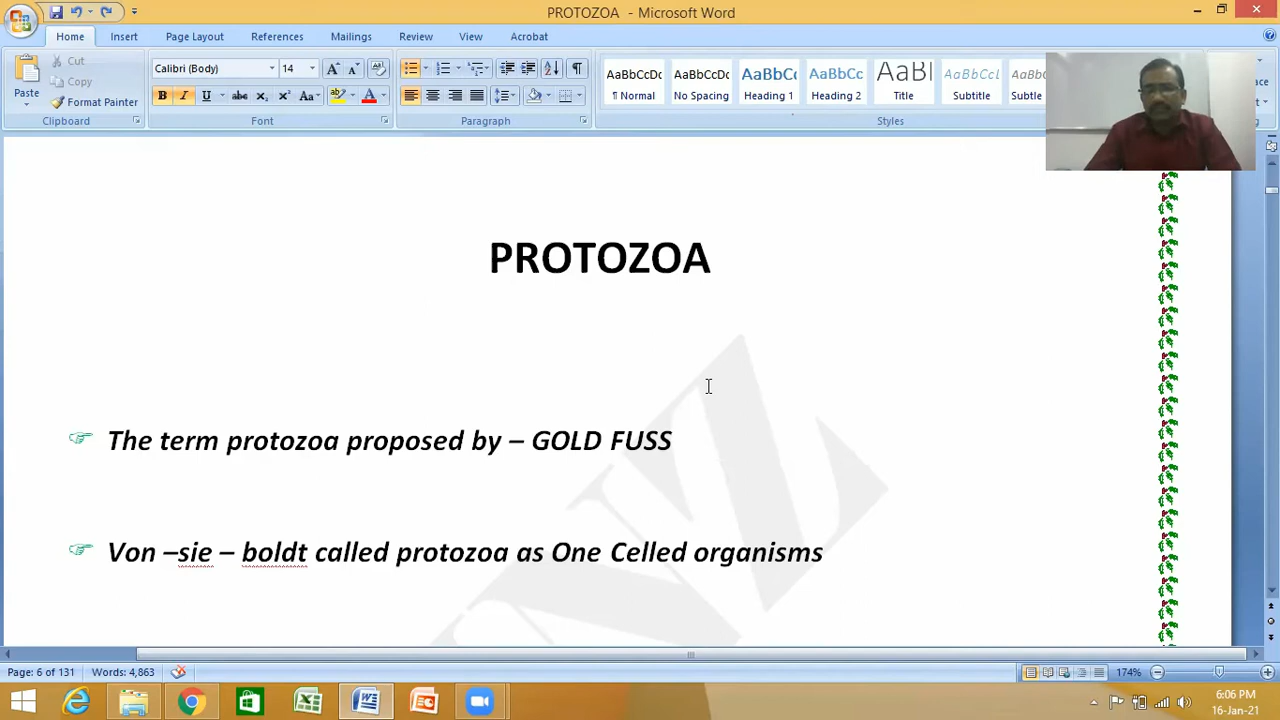 PROTOZOA - Microsoft Word
Home Insert Page Layout References Mailings Review View Acrobat
Paste
Cut
Copy
Format Painter
Clipboard
Calibri (Body) 14
Font
Paragraph
AaBbCcDc AaBbCcDc AaBbCc AaBbCc AaBl AaBbCcL AaBbCcDc
¶ Normal No Spacing Heading 1 Heading 2 Title Subtitle Subtle
Styles
PROTOZOA
The term protozoa proposed by – GOLD FUSS
Von –sie – boldt called protozoa as One Celled organisms
Page: 6 of 131 Words: 4,863 174%
6:06 PM
16-Jan-21